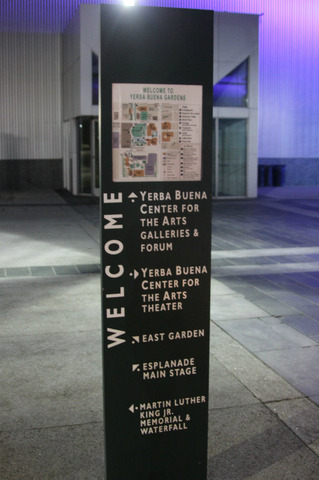 WELCOME TO
YERBA BUENA GARDENS
WELCOME
YERBA BUENA
CENTER FOR
THE ARTS
GALLERIES &
FORUM
YERBA BUENA
CENTER FOR
THE ARTS
THEATER
EAST GARDEN
ESPLANADE
MAIN STAGE
MARTIN LUTHER
KING JR.
MEMORIAL &
WATERFALL